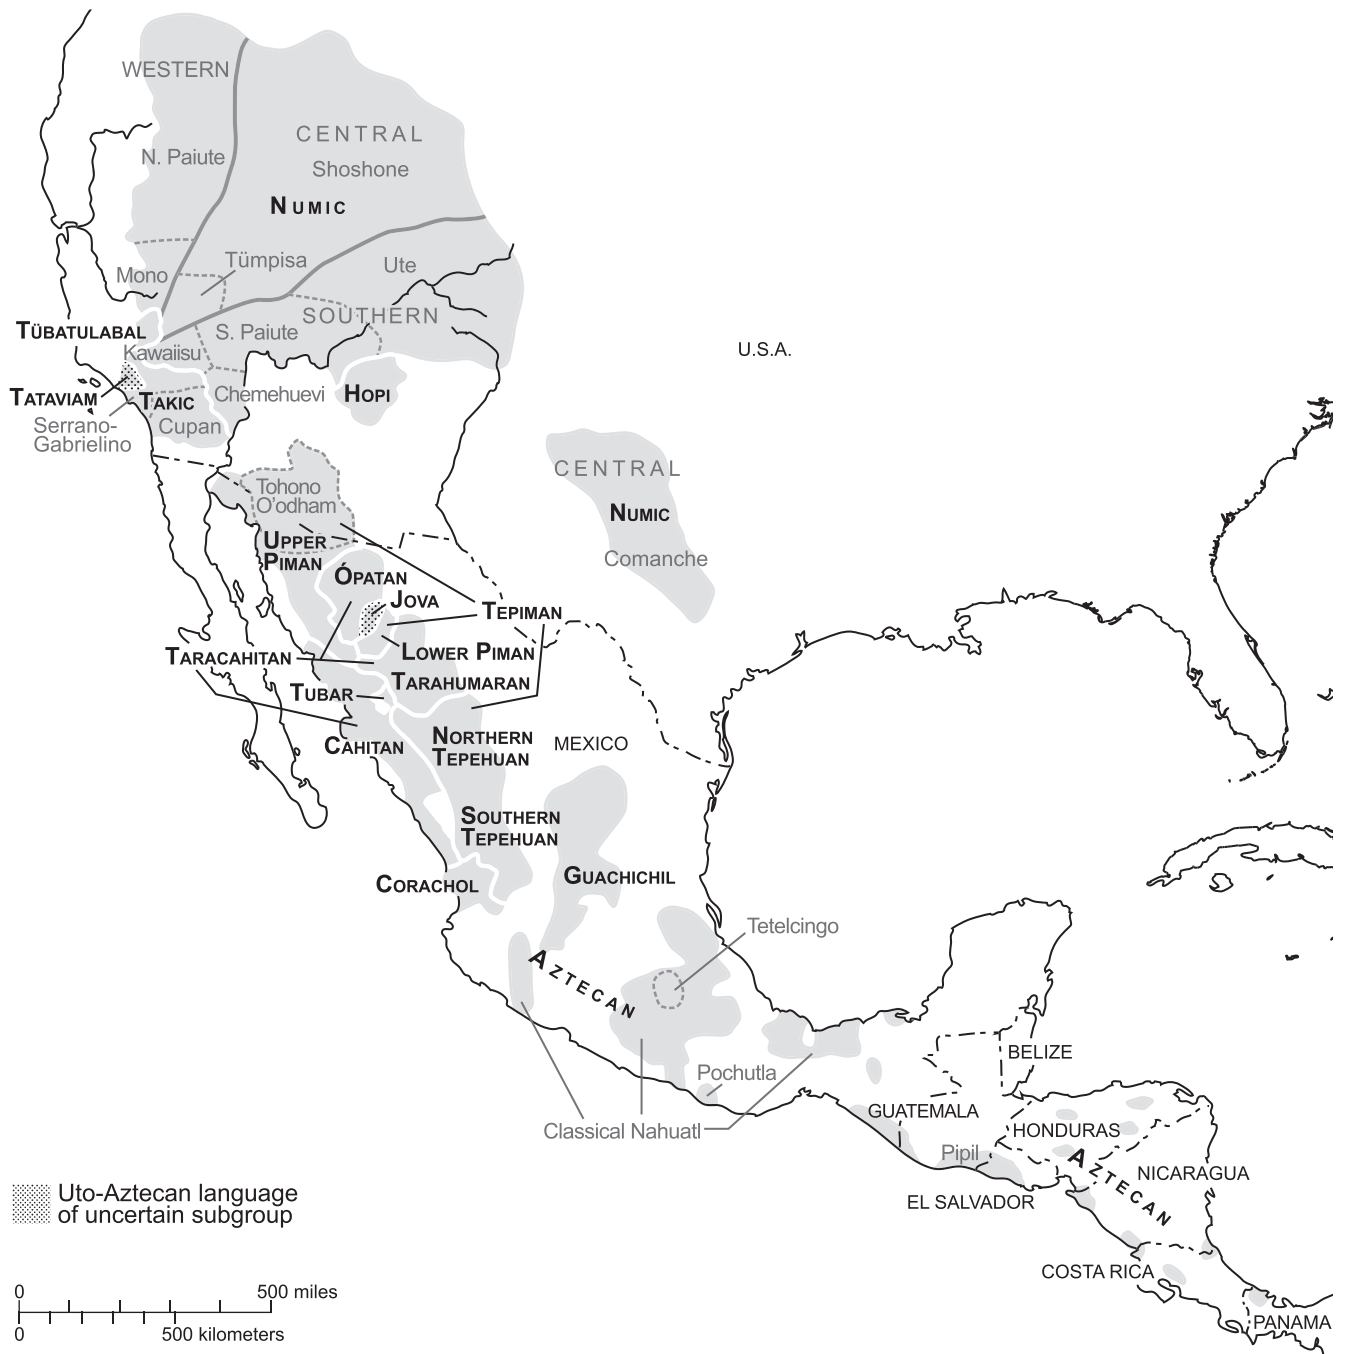 WESTERN
CENTRAL
N. Paiute
Shoshone
NUMIC
Tümpisa
Ute
Mono
SOUTHERN
TÜBATULABAL
S. Paiute
Kawaiisu
U.S.A.
TATAVIAM
TAKIC
Chemehuevi
HOPI
Serrano-
Gabrielino
Cupan
CENTRAL
NUMIC
Comanche
Tohono
O'odham
UPPER
PIMAN
ÓPATAN
JOVA
TEPIMAN
TARACAHITAN
LOWER PIMAN
TARAHUMARAN
TUBAR
CAHITAN
NORTHERN
TEPEHUAN
MEXICO
SOUTHERN
TEPEHUAN
CORACHOL
GUACHICHIL
Tetelcingo
AZTECAN
Pochutla
Classical Nahuatl
BELIZE
GUATEMALA
HONDURAS
Pipil
AZTECAN
NICARAGUA
EL SALVADOR
COSTA RICA
PANAMA
Uto-Aztecan language
of uncertain subgroup
0 500 miles
0 500 kilometers